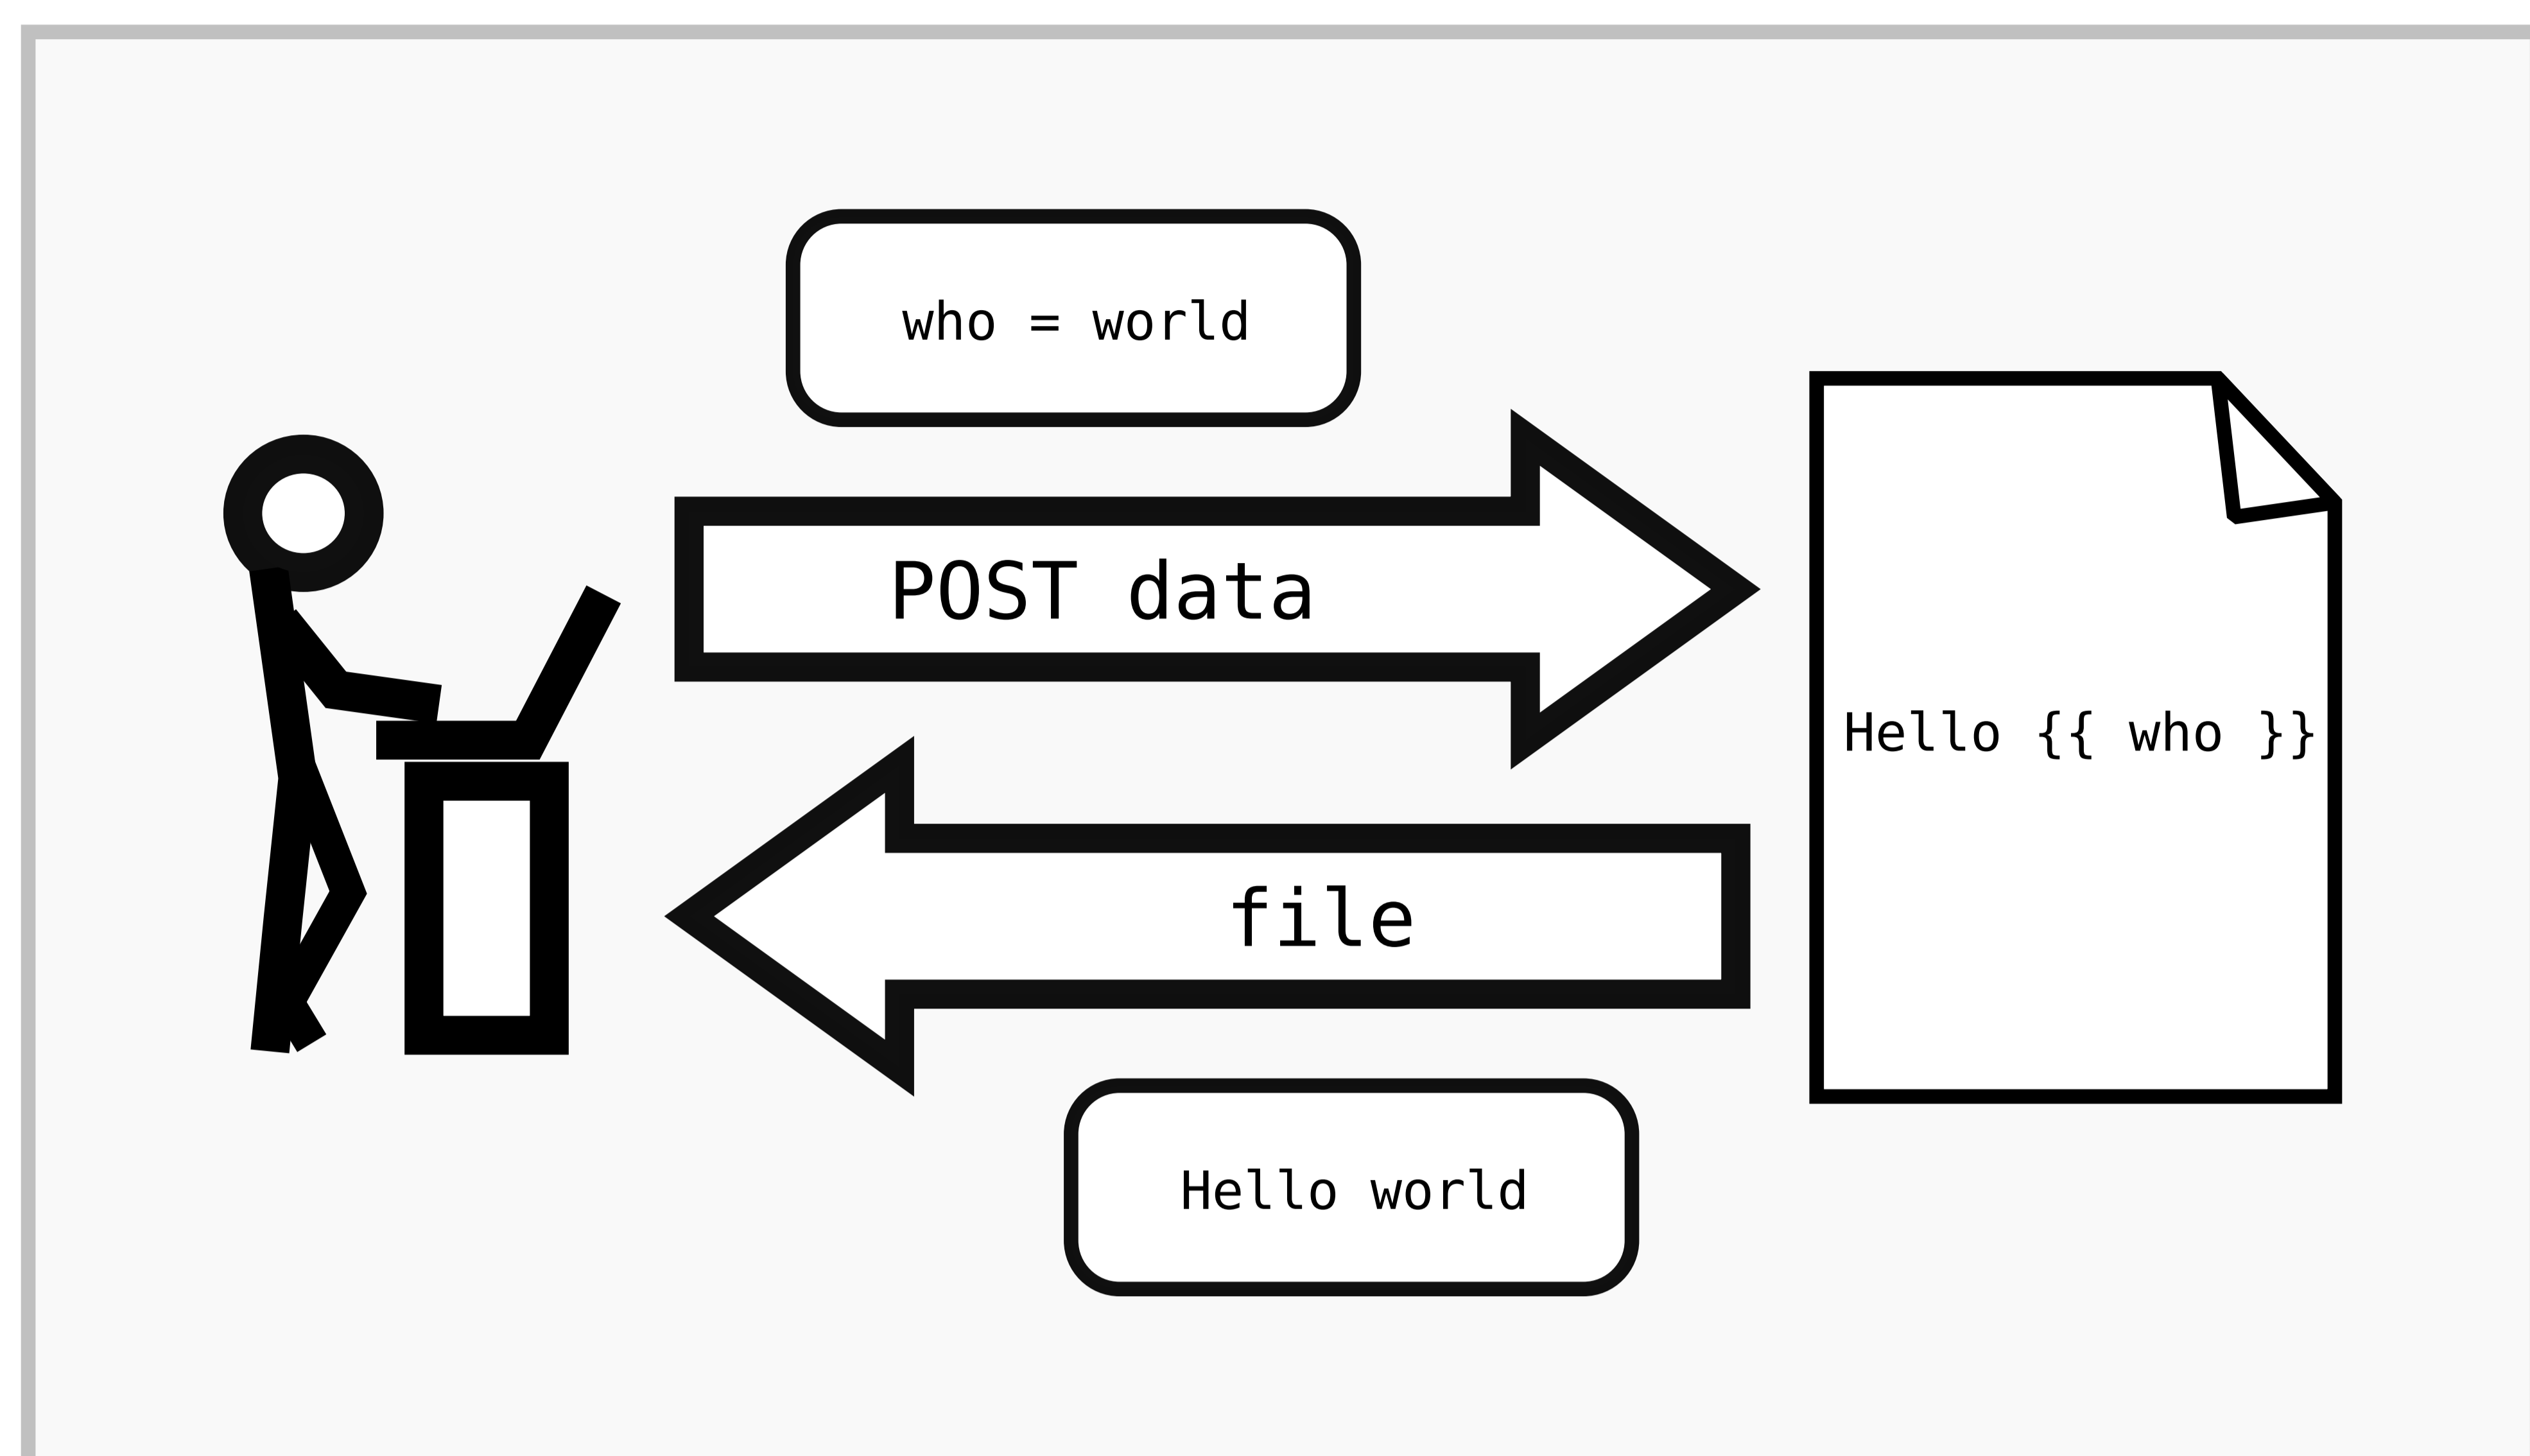 who = world
POST data
Hello {{ who }}
file
Hello world